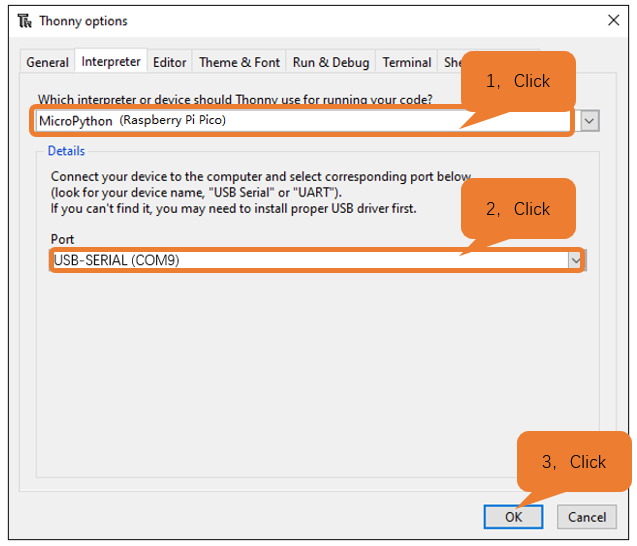 Thonny options
General Interpreter Editor Theme & Font Run & Debug Terminal She
1, Click
Which interpreter or device should Thonny use for running your code?
MicroPython (Raspberry Pi Pico)
Details
Connect your device to the computer and select corresponding port below
(look for your device name, "USB Serial" or "UART").
If you can't find it, you may need to install proper USB driver first.
2, Click
Port
USB-SERIAL (COM9)
3, Click
OK Cancel